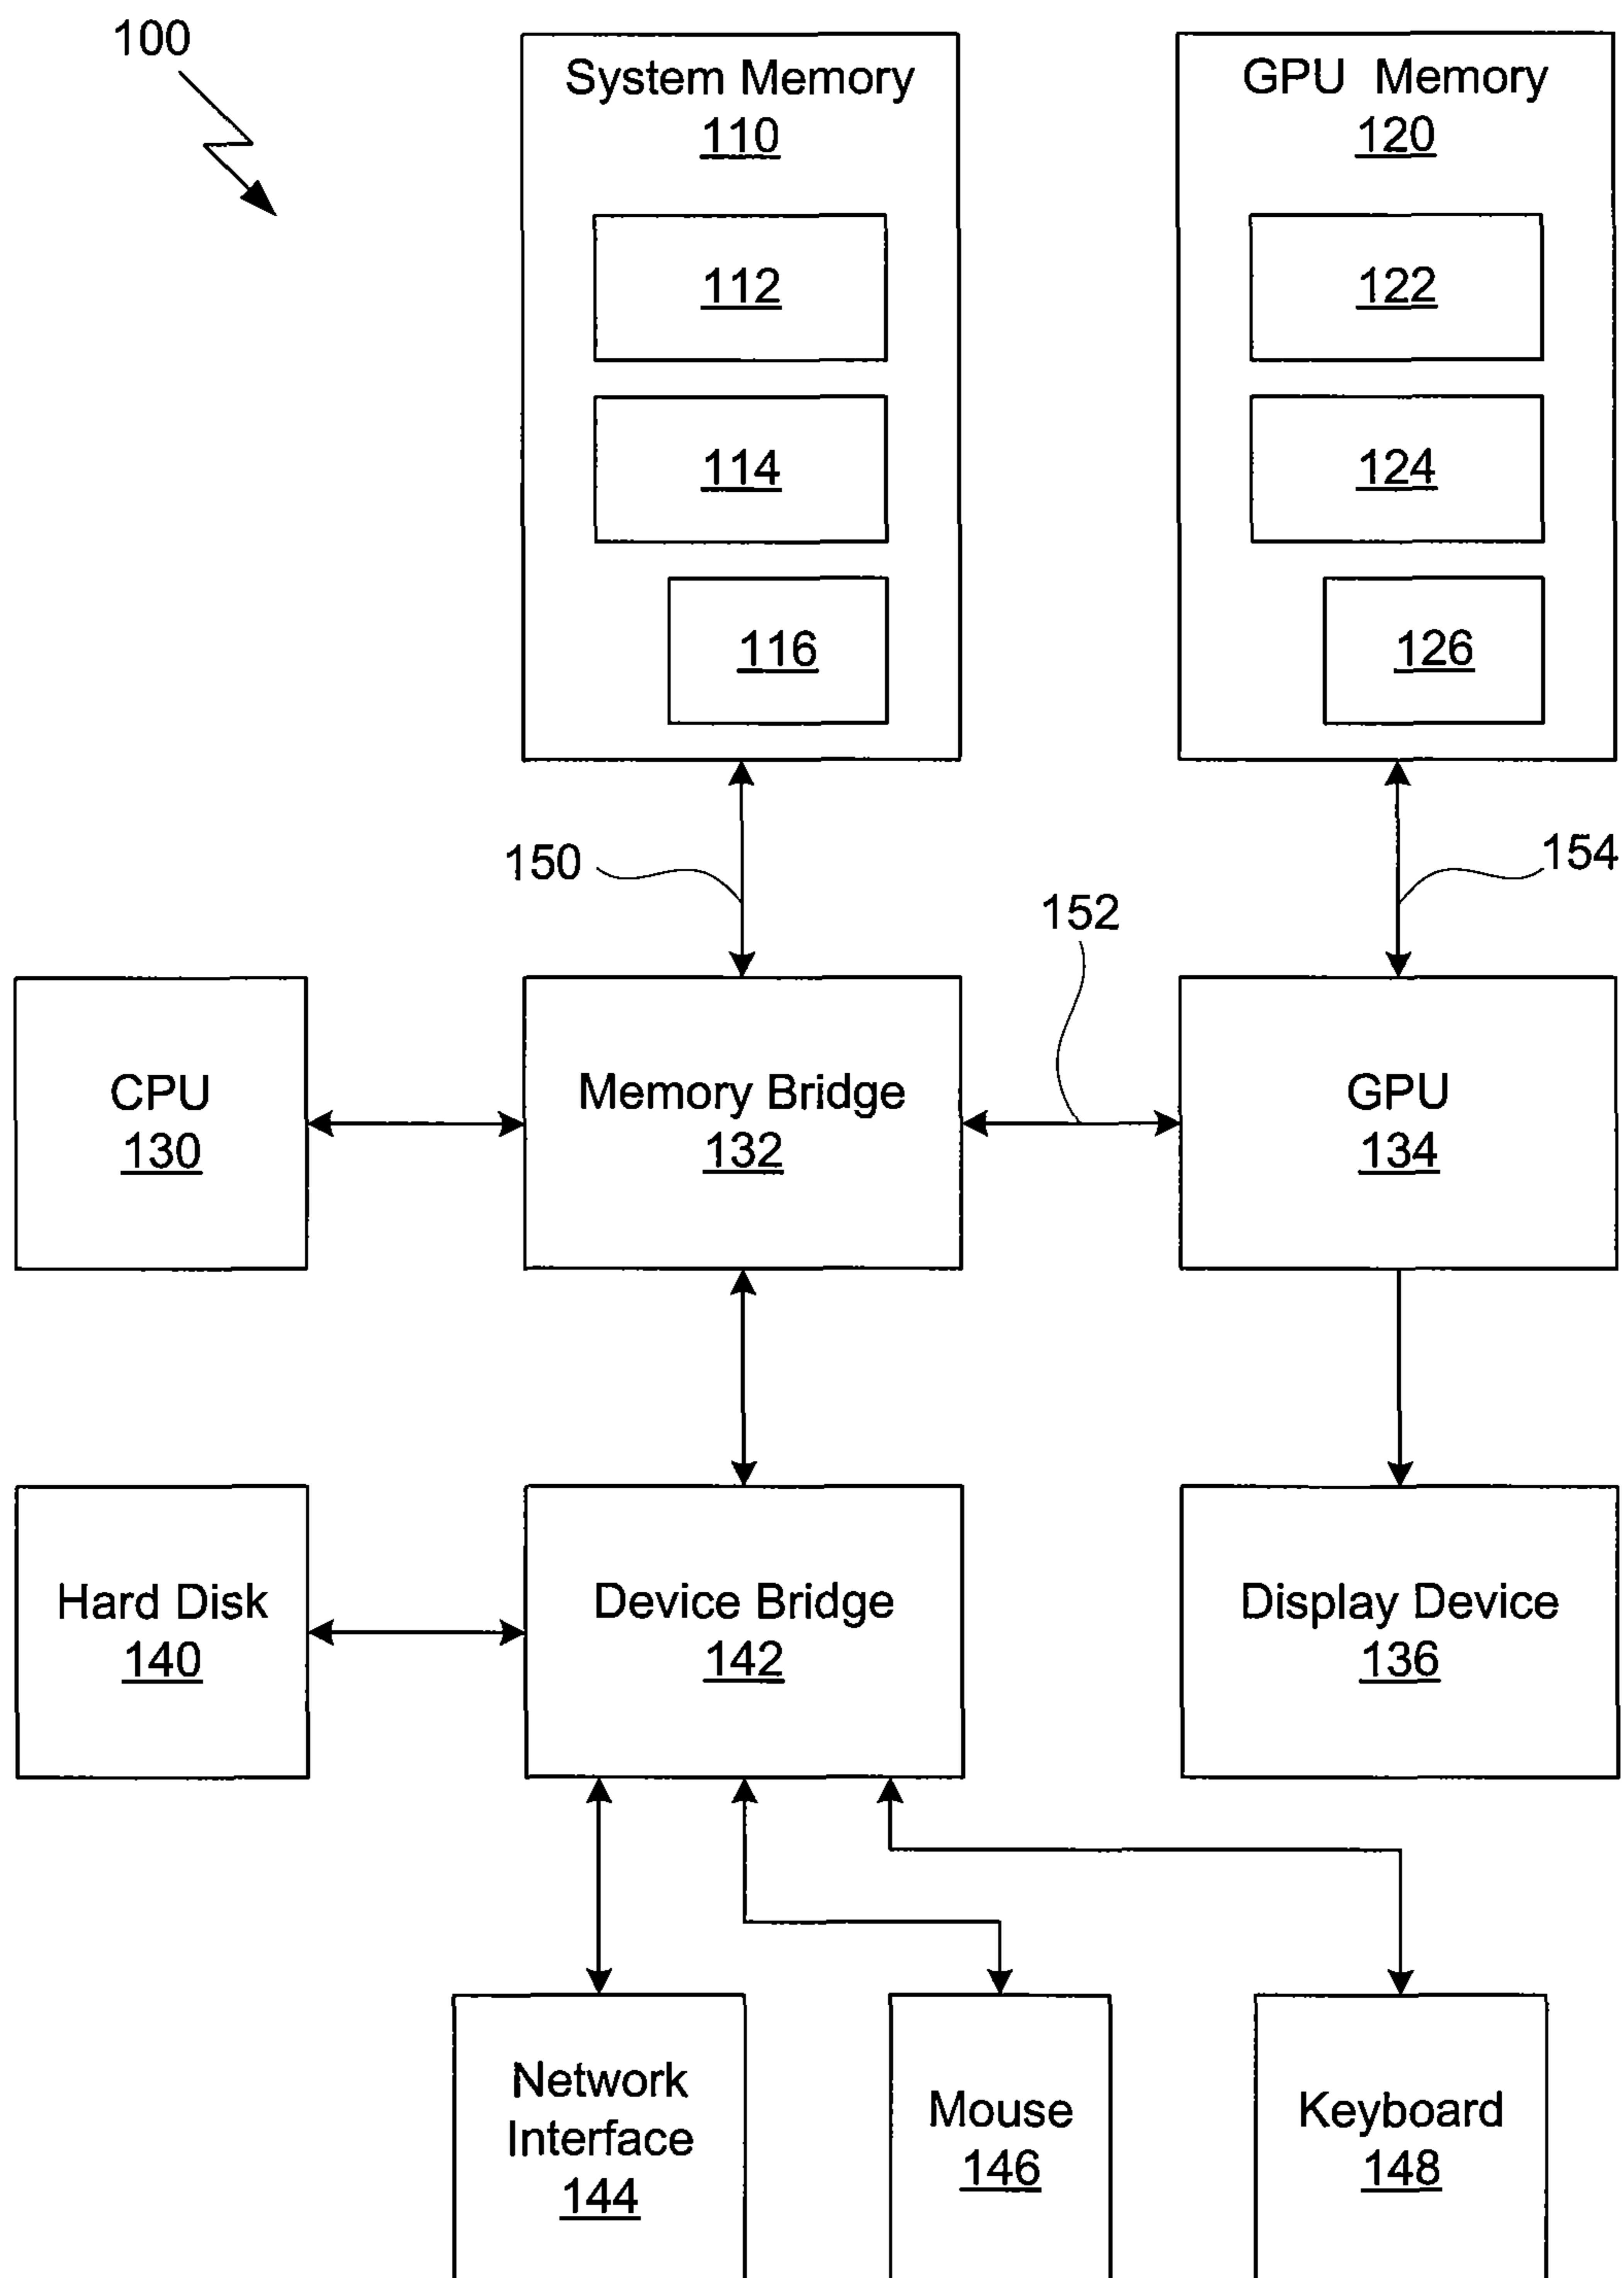 100
System Memory
110
112
114
116
GPU Memory
120
122
124
126
150
152
154
CPU
130
Memory Bridge
132
GPU
134
Hard Disk
140
Device Bridge
142
Display Device
136
Network
Interface
144
Mouse
146
Keyboard
148